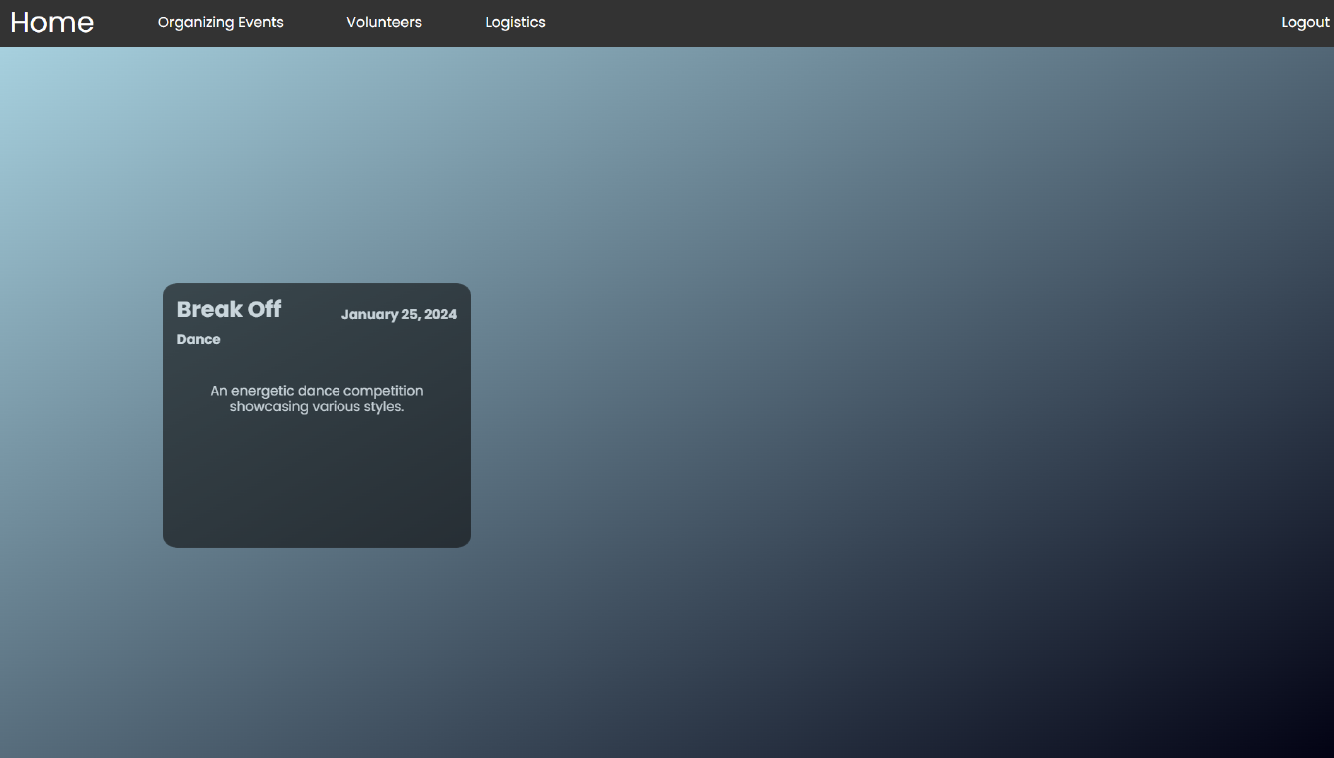 Home Organizing Events Volunteers Logistics Logout
Break Off January 25, 2024
Dance
An energetic dance competition
showcasing various styles.